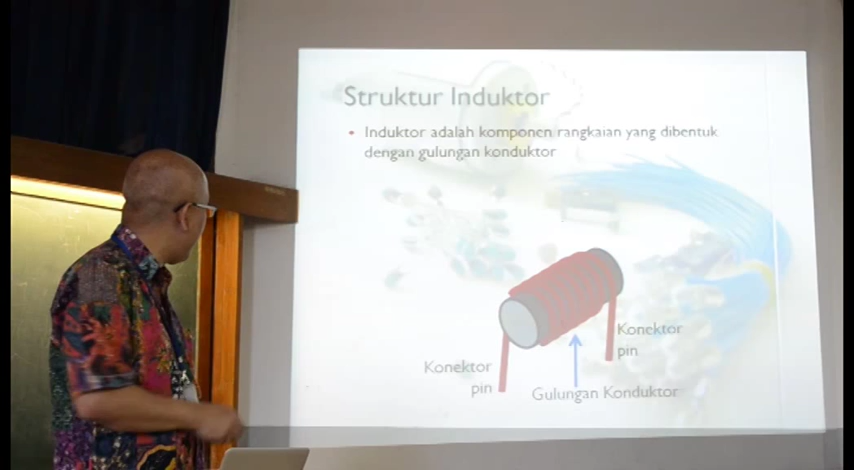 Struktur Induktor
• Induktor adalah komponen rangkaian yang dibentuk
dengan gulungan konduktor
Konektor
pin
Konektor
pin
Gulungan Konduktor